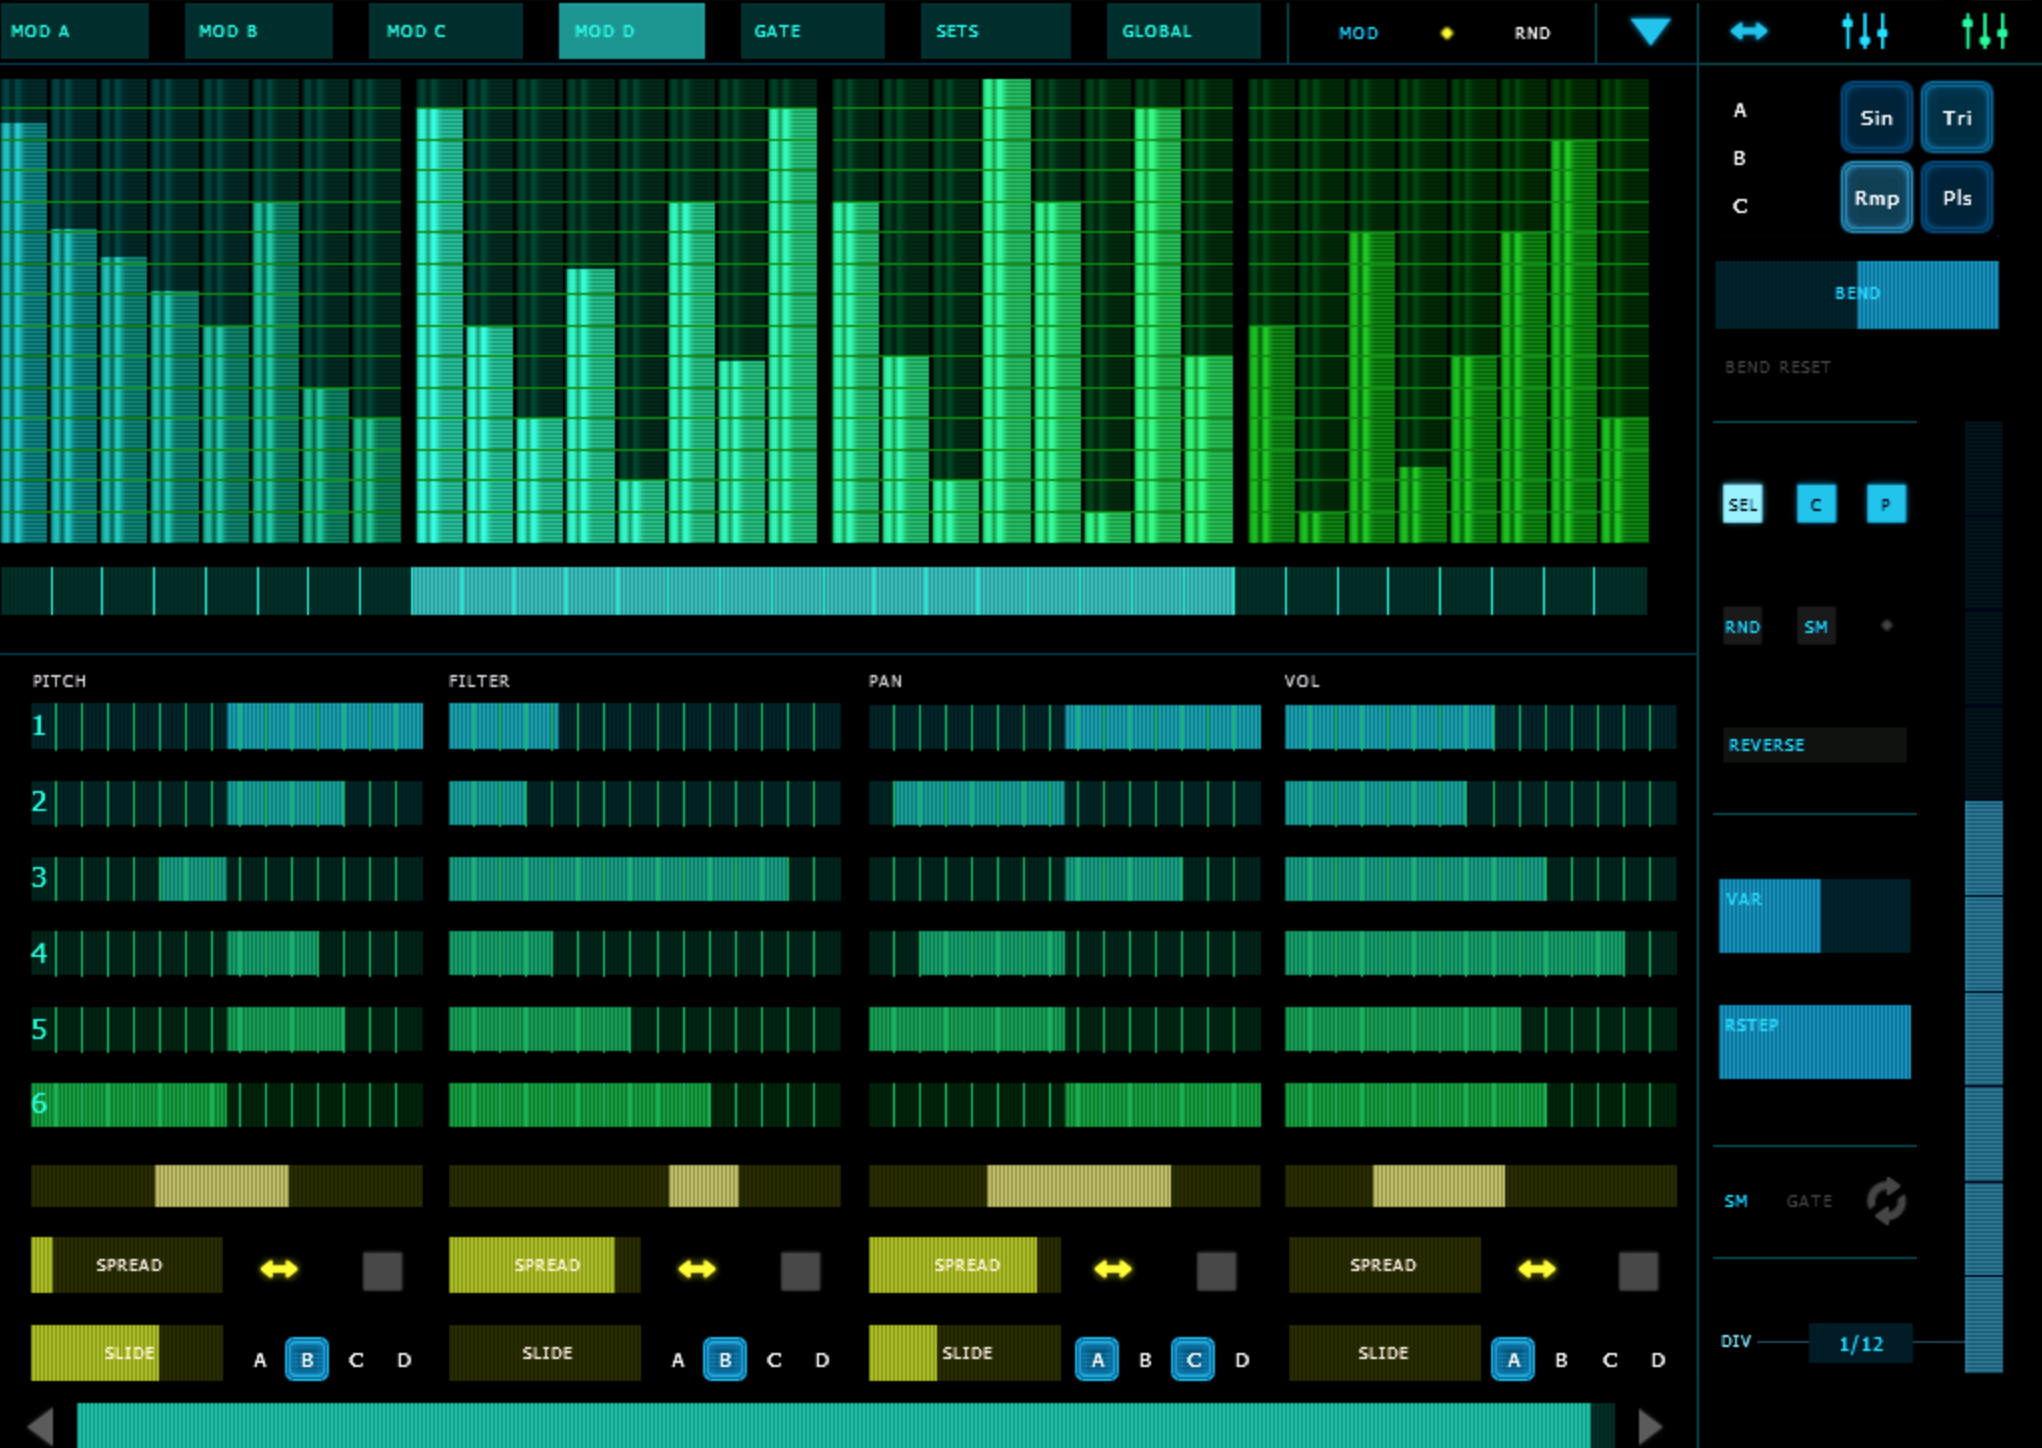 MOD A MOD B MOD C MOD D GATE SETS GLOBAL MOD RND
A Sin Tri
B
C Rmp Pls
BEND
BEND RESET
SEL C P
RND SM
REVERSE
PITCH FILTER PAN VOL
1
2
3
4
5
6
VAR
RSTEP
SM GATE
SPREAD SPREAD SPREAD SPREAD
SLIDE A B C D SLIDE A B C D SLIDE A B C D SLIDE A B C D
DIV 1/12